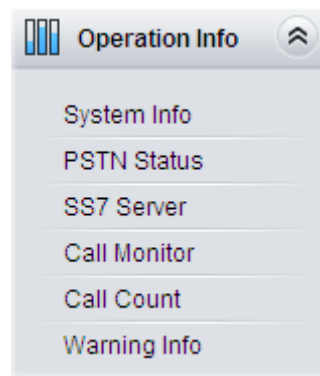 Operation Info
System Info
PSTN Status
SS7 Server
Call Monitor
Call Count
Warning Info